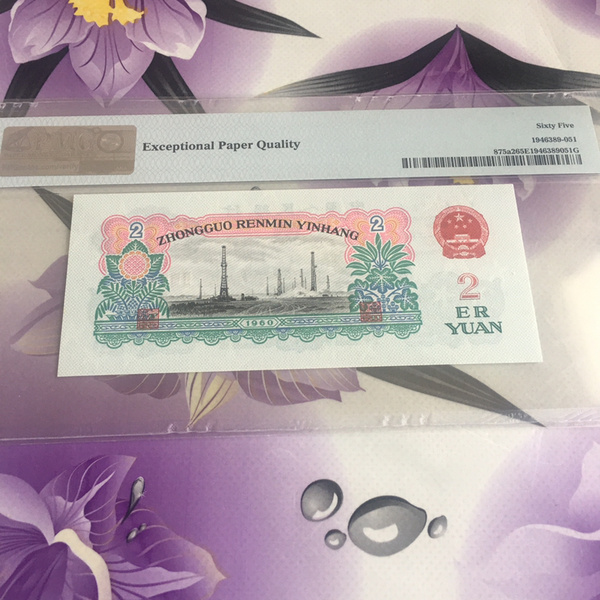 Exceptional Paper Quality
Sixty Five
1946389-051
875a265E1946389051G
2
2
ZHONGGUO RENMIN YINHANG
2
ER
YUAN
1960